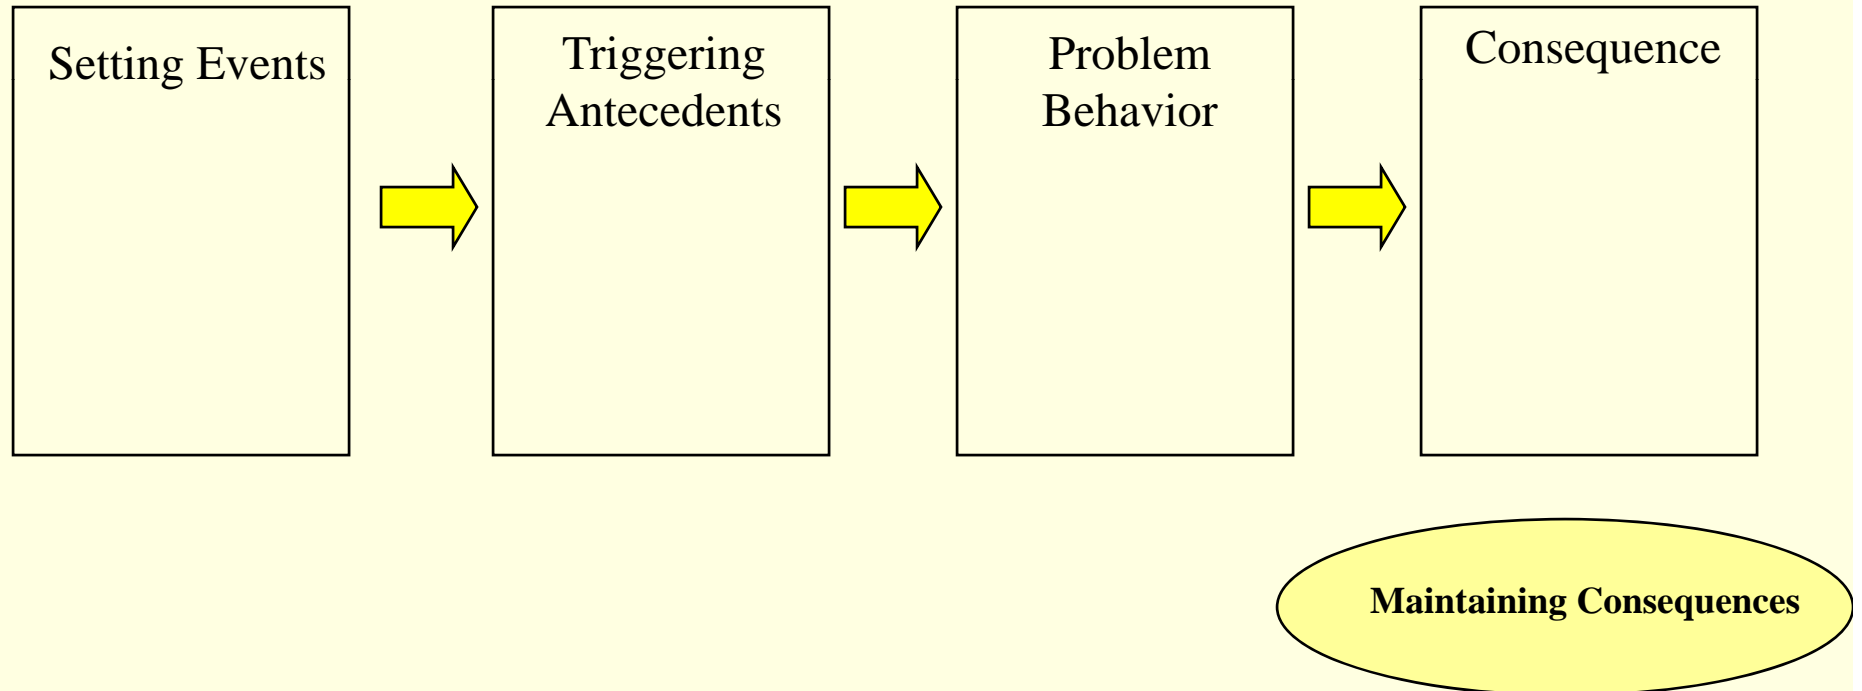 Setting Events
Triggering
Antecedents
Problem
Behavior
Consequence
Maintaining Consequences